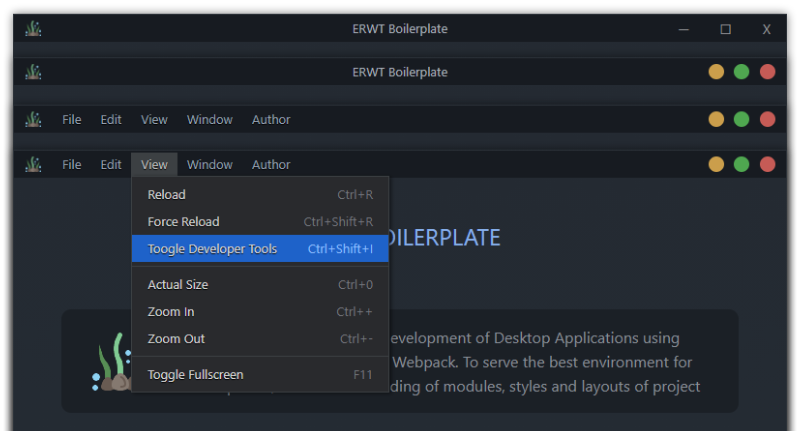 ERWT Boilerplate — ☐ X
ERWT Boilerplate
File Edit View Window Author
File Edit View Window Author
Reload Ctrl+R
Force Reload Ctrl+Shift+R
Toogle Developer Tools Ctrl+Shift+I
OILERPLATE
Actual Size Ctrl+0
Zoom In Ctrl++
Zoom Out Ctrl+-
evelopment of Desktop Applications using
Webpack. To serve the best environment for
Toggle Fullscreen F11
ding of modules, styles and layouts of project